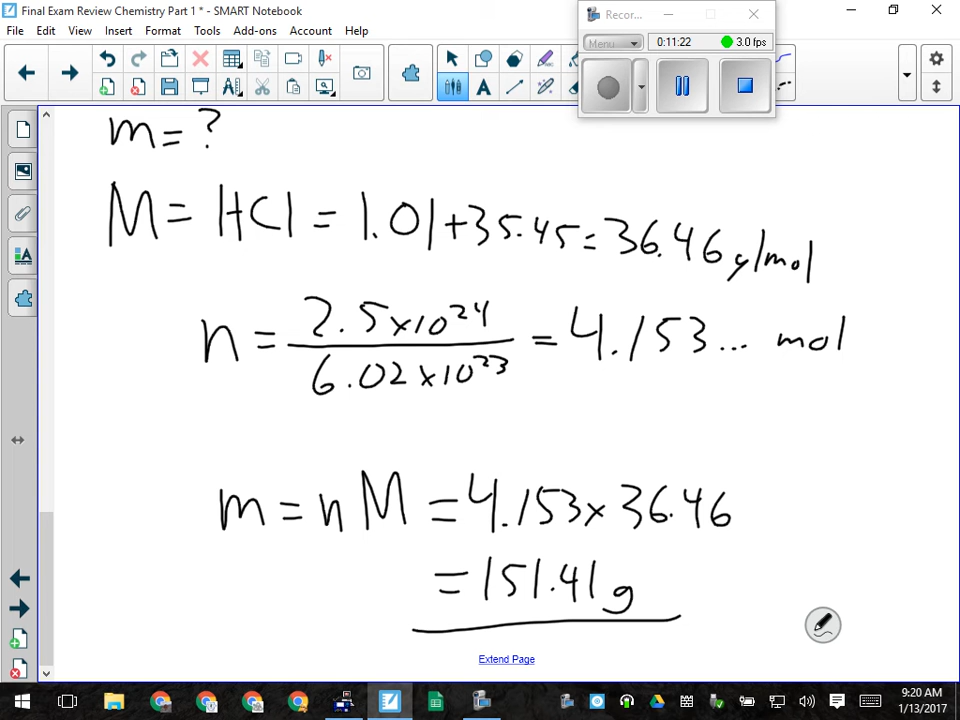 Final Exam Review Chemistry Part 1 * - SMART Notebook
Recor...
File Edit View Insert Format Tools Add-ons Account Help
Menu
0:11:22
3.0 fps
m = ?
M = HCl = 1.01 + 35.45 = 36.46 g/mol
n = 2.5 x 10²⁴ / 6.02 x 10²³ = 4.153... mol
m = n M = 4.153 x 36.46
= 151.41 g
Extend Page
9:20 AM
1/13/2017